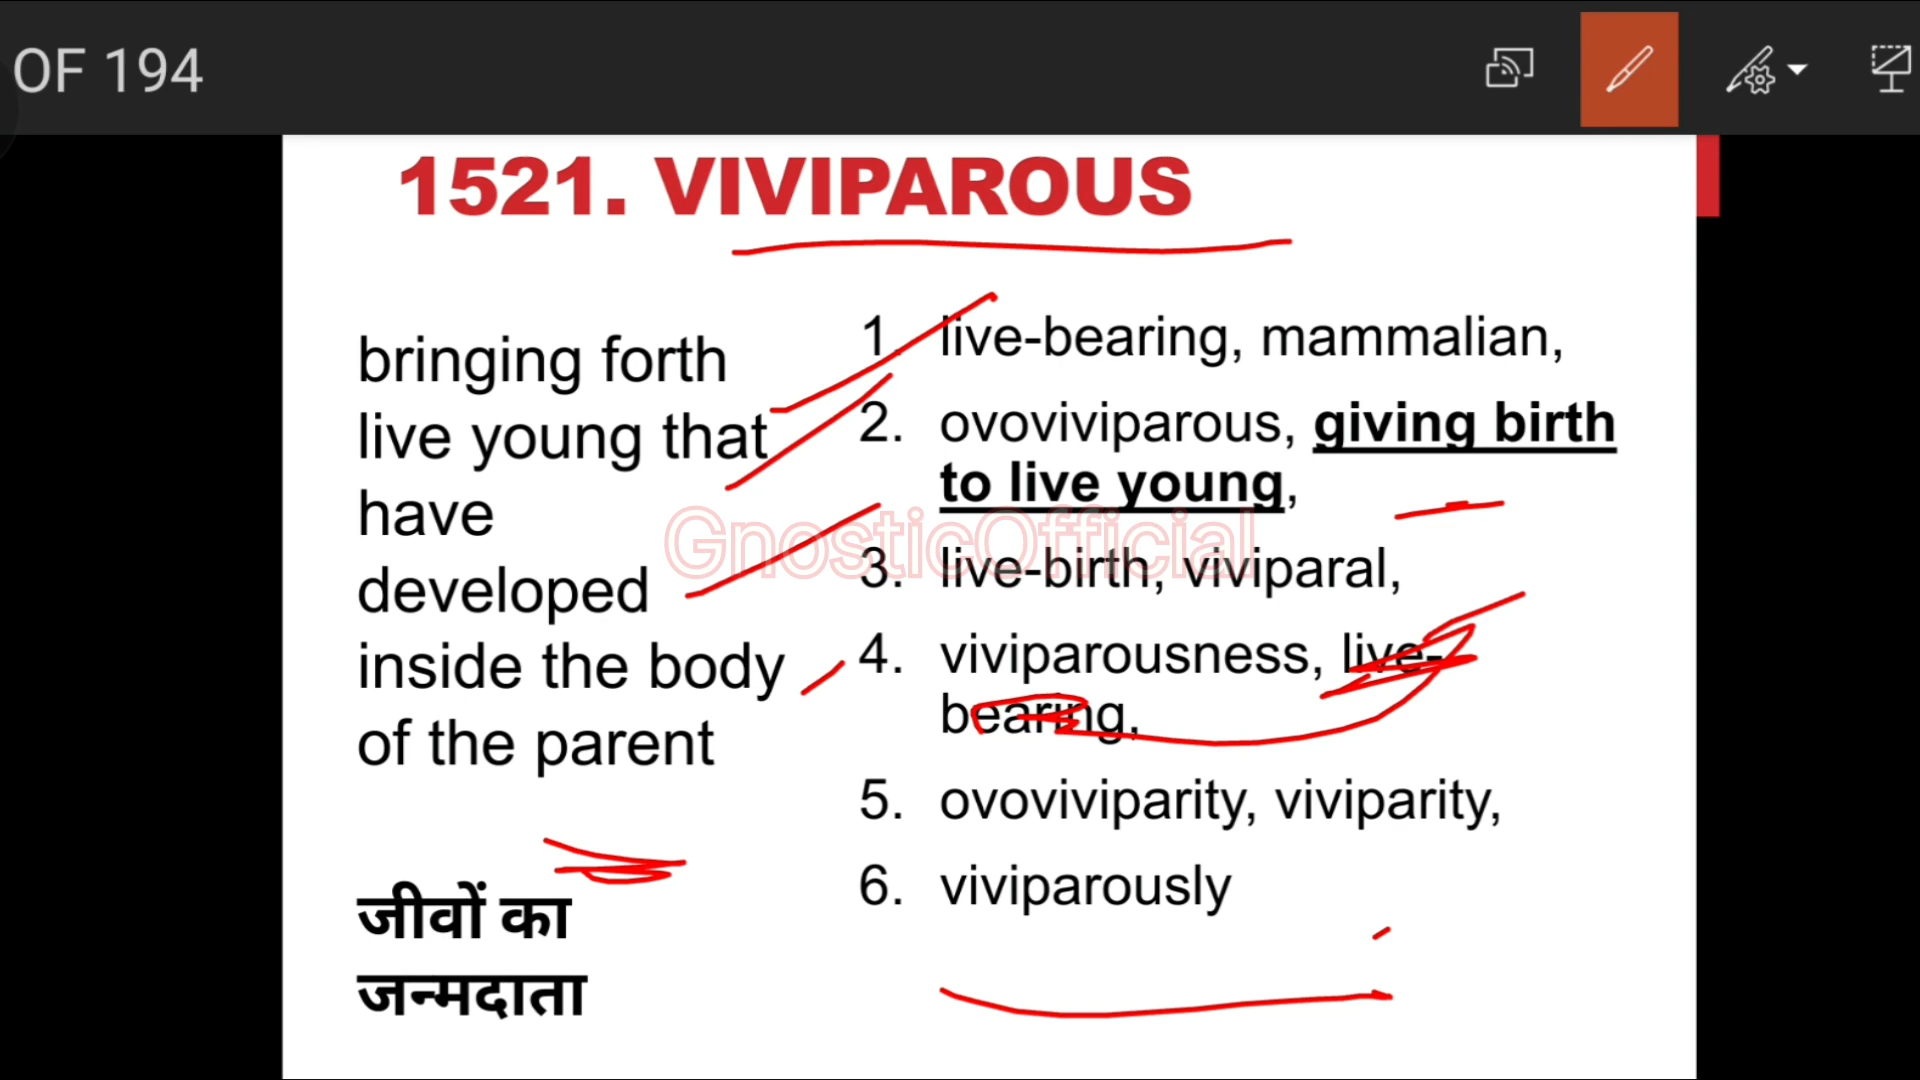 OF 194
1521. VIVIPAROUS
bringing forth
live young that
have
developed
inside the body
of the parent
जीवों का
जन्मदाता
1. live-bearing, mammalian,
2. ovoviviparous, giving birth
to live young,
3. live-birth, viviparal,
4. viviparousness, live-
bearing,
5. ovoviviparity, viviparity,
6. viviparously
GnosticOfficial